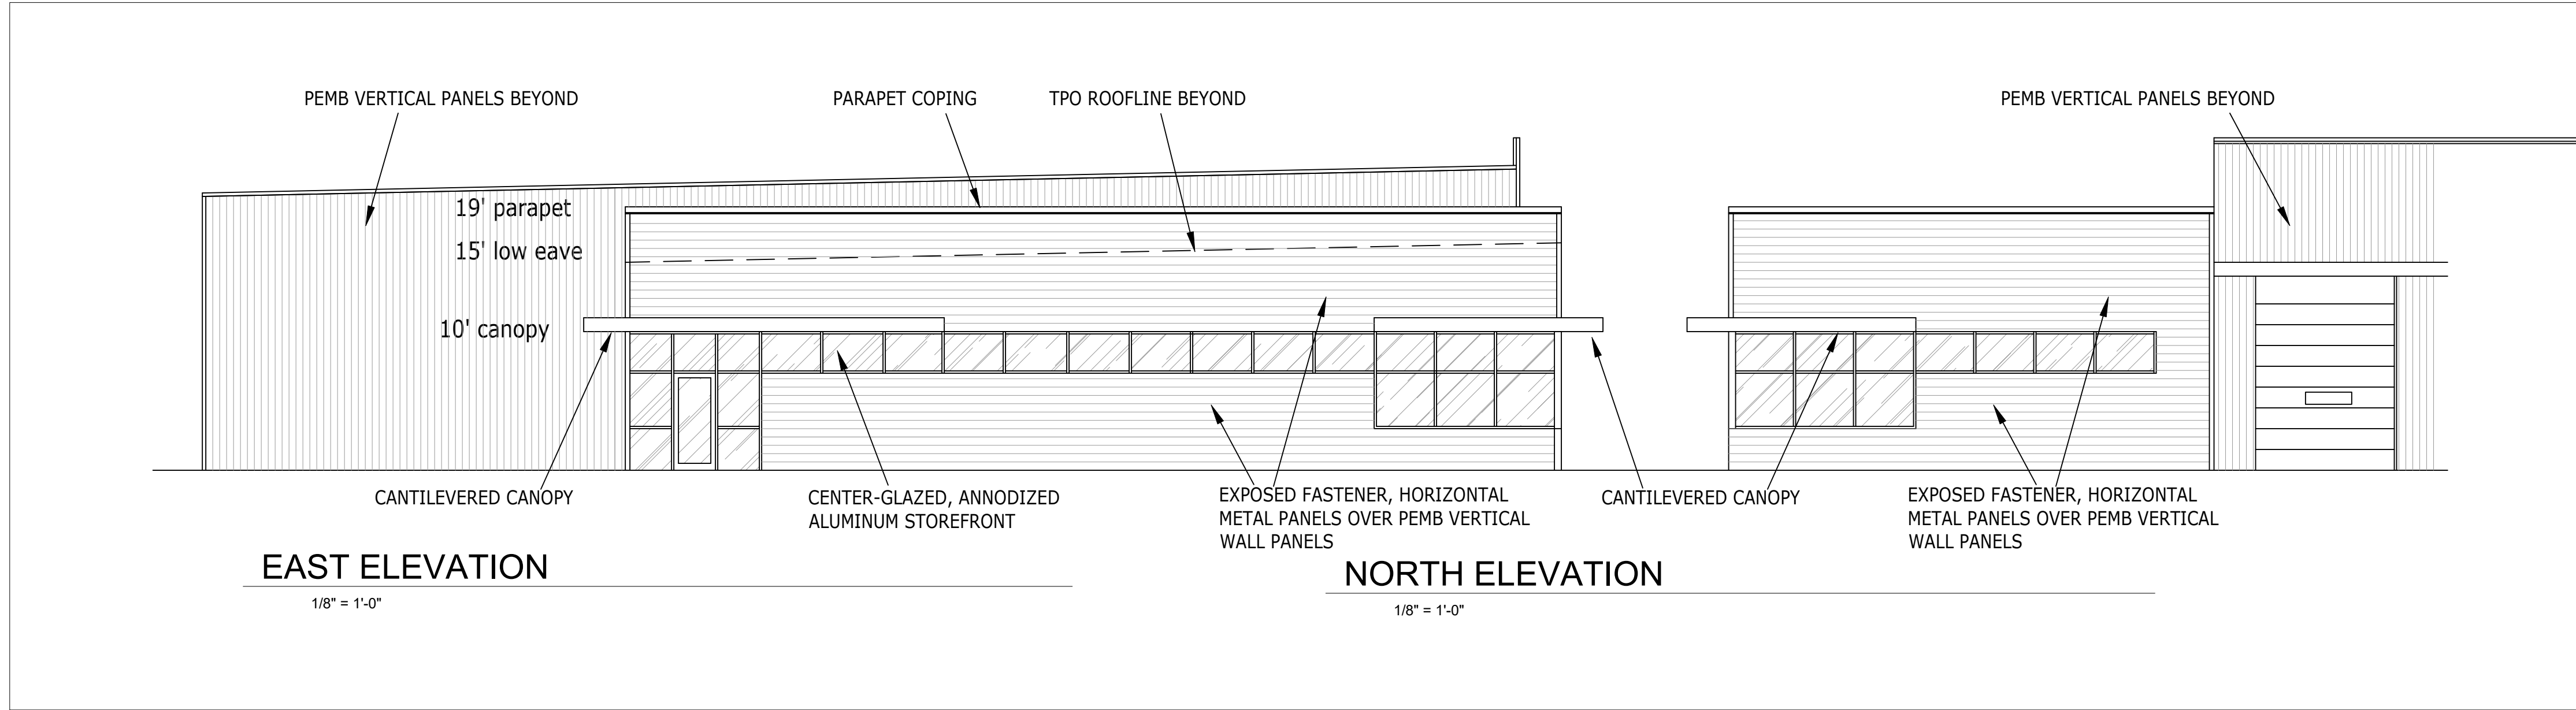 PEMB VERTICAL PANELS BEYOND
PARAPET COPING
TPO ROOFLINE BEYOND
PEMB VERTICAL PANELS BEYOND
19' parapet
15' low eave
10' canopy
CANTILEVERED CANOPY
CENTER-GLAZED, ANNODIZED
ALUMINUM STOREFRONT
EXPOSED FASTENER, HORIZONTAL
METAL PANELS OVER PEMB VERTICAL
WALL PANELS
CANTILEVERED CANOPY
EXPOSED FASTENER, HORIZONTAL
METAL PANELS OVER PEMB VERTICAL
WALL PANELS
EAST ELEVATION
1/8" = 1'-0"
NORTH ELEVATION
1/8" = 1'-0"